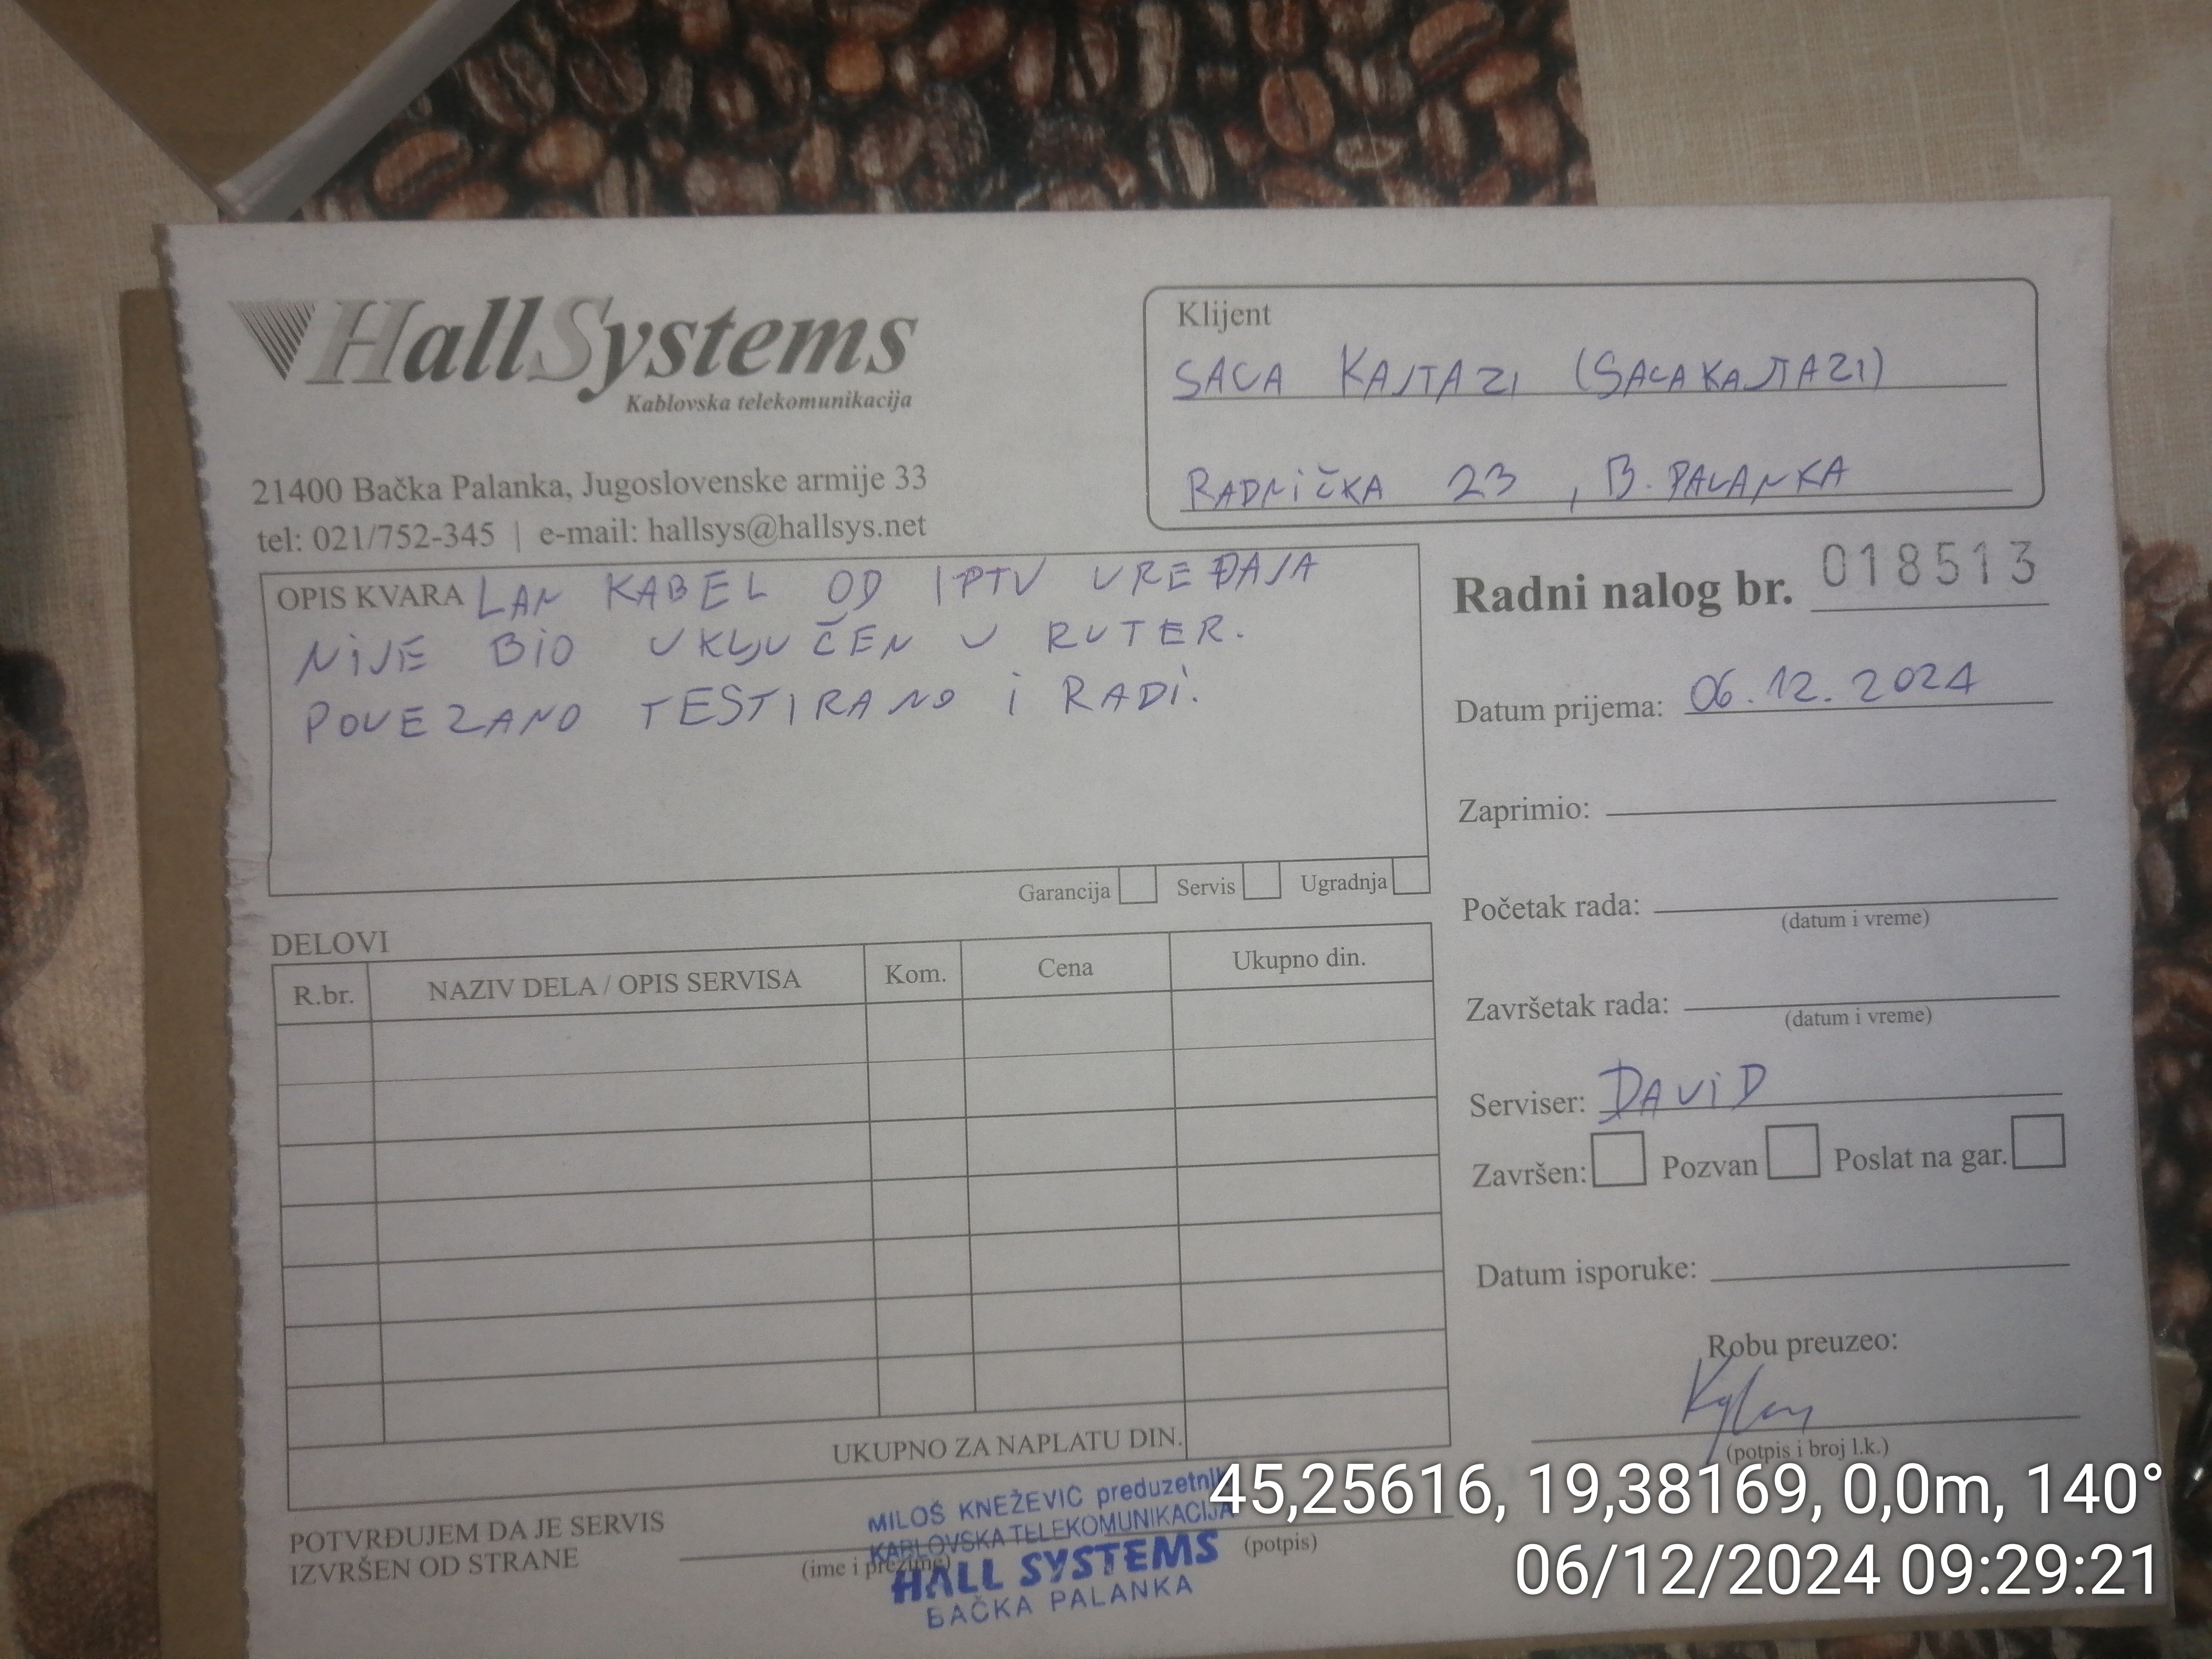 HallSystems
Kablovska telekomunikacija
21400 Bačka Palanka, Jugoslovenske armije 33
tel: 021/752-345 | e-mail: hallsys@hallsys.net
Klijent
SACA KAJTAZI (SACAKAJTAZI)
RADNIČKA 23, B. PALANKA
OPIS KVARA LAN KABEL OD IPTV UREĐAJA
NIJE BIO UKLJUČEN U RUTER.
POVEZANO TESTIRANO I RADI.
Garancija Servis Ugradnja
Radni nalog br. 018513
Datum prijema: 06.12.2024
Zaprimio:
Početak rada:
(datum i vreme)
Završetak rada:
(datum i vreme)
Serviser: DAVID
Završen: Pozvan Poslat na gar.
Datum isporuke:
Robu preuzeo:
(potpis i broj l.k.)
DELOVI
R.br. NAZIV DELA / OPIS SERVISA Kom. Cena Ukupno din.
UKUPNO ZA NAPLATU DIN.
POTVRĐUJEM DA JE SERVIS
IZVRŠEN OD STRANE
(ime i prezime)
(potpis)
MILOŠ KNEŽEVIĆ preduzetnik
KABLOVSKA TELEKOMUNIKACIJA
HALL SYSTEMS
BAČKA PALANKA
45,25616, 19,38169, 0,0m, 140°
06/12/2024 09:29:21